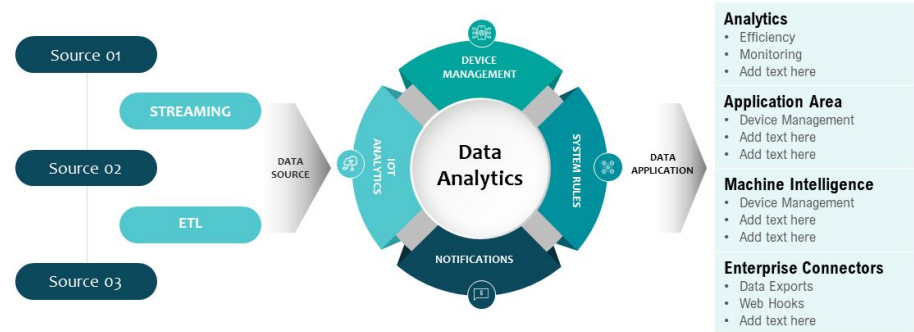 Source 01
STREAMING
Source 02
ETL
Source 03
DATA
SOURCE
DEVICE
MANAGEMENT
IOT
ANALYTICS
Data
Analytics
SYSTEM RULES
NOTIFICATIONS
DATA
APPLICATION
Analytics
• Efficiency
• Monitoring
• Add text here
Application Area
• Device Management
• Add text here
• Add text here
Machine Intelligence
• Device Management
• Add text here
• Add text here
Enterprise Connectors
• Data Exports
• Web Hooks
• Add text here